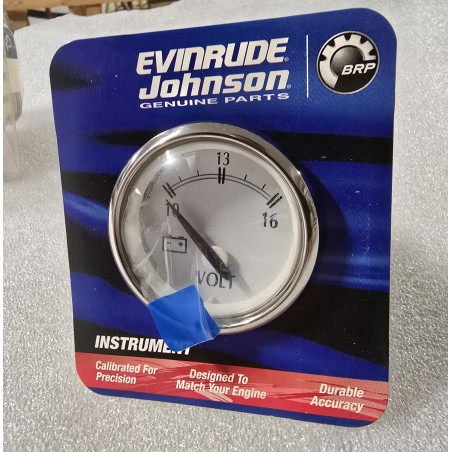 EVINRUDE®
Johnson®
GENUINE PARTS
BRP
13
10
16
- +
VOLT
INSTRUMENT
Calibrated For
Precision
Designed To
Match Your Engine
Durable
Accuracy